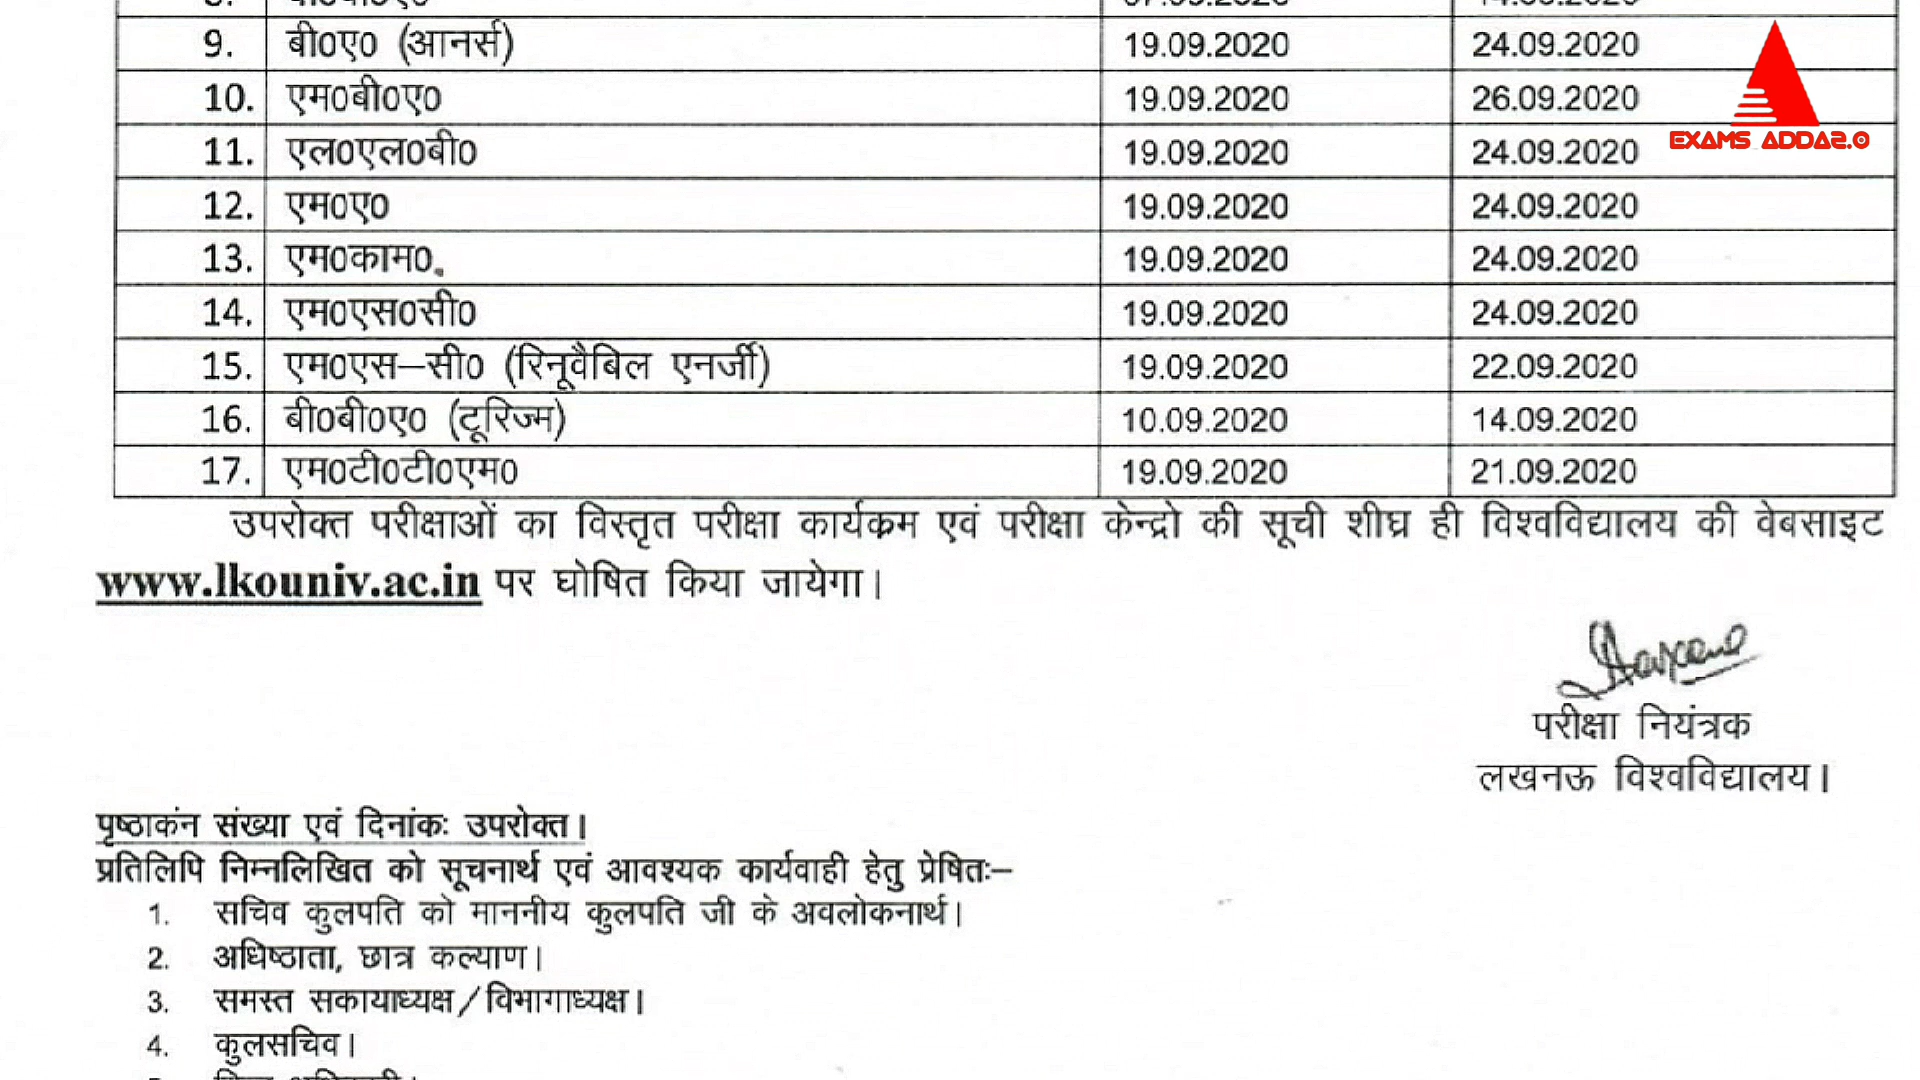 9. बी0ए0 (आनर्स) 19.09.2020 24.09.2020
10. एम0बी0ए0 19.09.2020 26.09.2020
EXAMS ADDA2.0
11. एल0एल0बी0 19.09.2020 24.09.2020
12. एम0ए0 19.09.2020 24.09.2020
13. एम0काम0. 19.09.2020 24.09.2020
14. एम0एस0सी0 19.09.2020 24.09.2020
15. एम0एस–सी0 (रिनूवैबिल एनर्जी) 19.09.2020 22.09.2020
16. बी0बी0ए0 (टूरिज्म) 10.09.2020 14.09.2020
17. एम0टी0टी0एम0 19.09.2020 21.09.2020
उपरोक्त परीक्षाओं का विस्तृत परीक्षा कार्यक्रम एवं परीक्षा केन्द्रो की सूची शीघ्र ही विश्वविद्यालय की वेबसाइट
www.lkouniv.ac.in पर घोषित किया जायेगा।
परीक्षा नियंत्रक
लखनऊ विश्वविद्यालय।
पृष्ठाकंन संख्या एवं दिनांकः उपरोक्त।
प्रतिलिपि निम्नलिखित को सूचनार्थ एवं आवश्यक कार्यवाही हेतु प्रेषितः–
1. सचिव कुलपति को माननीय कुलपति जी के अवलोकनार्थ।
2. अधिष्ठाता, छात्र कल्याण।
3. समस्त सकायाध्यक्ष/विभागाध्यक्ष।
4. कुलसचिव।